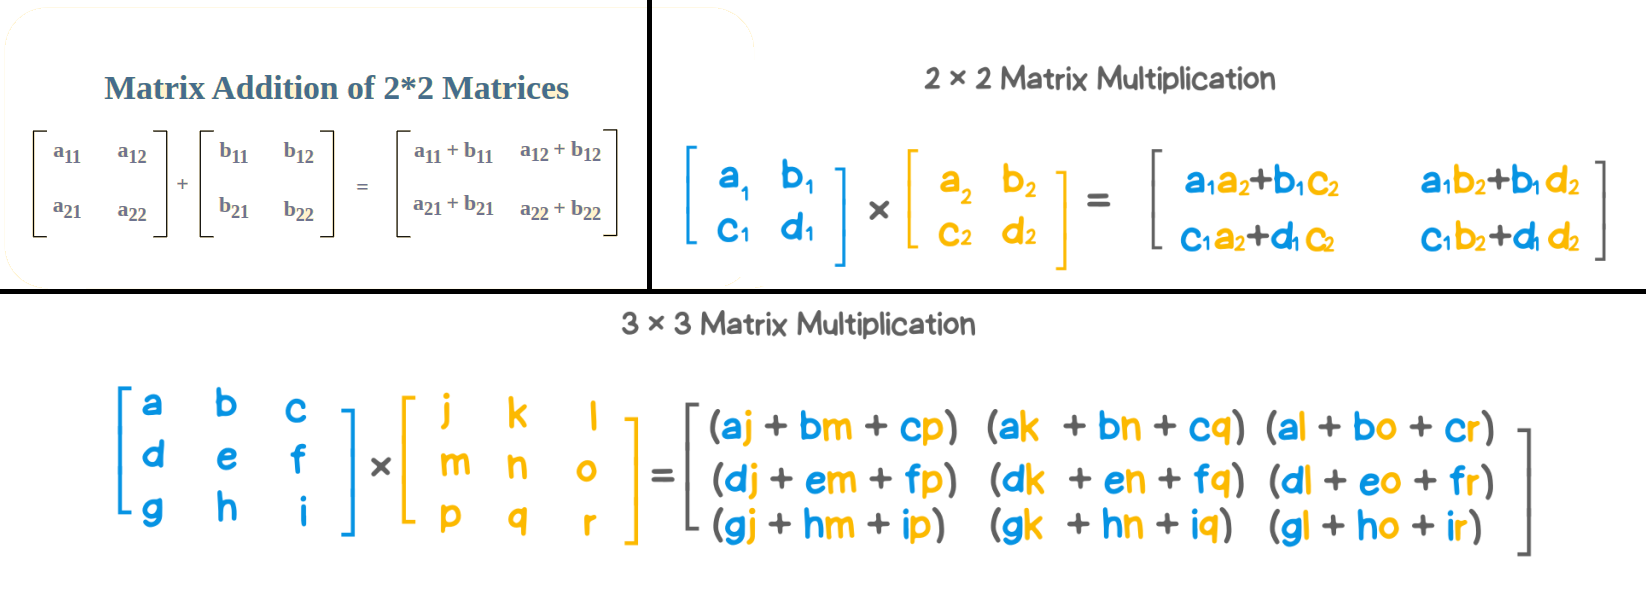 Matrix Addition of 2*2 Matrices
a11 a12 b11 b12 a11 + b11 a12 + b12
+ =
a21 a22 b21 b22 a21 + b21 a22 + b22
2 × 2 Matrix Multiplication
a1 b1 a2 b2 a1a2+b1c2 a1b2+b1d2
× =
c1 d1 c2 d2 c1a2+d1c2 c1b2+d1d2
3 × 3 Matrix Multiplication
a b c j k l (aj + bm + cp) (ak + bn + cq) (al + bo + cr)
d e f × m n o = (dj + em + fp) (dk + en + fq) (dl + eo + fr)
g h i p q r (gj + hm + ip) (gk + hn + iq) (gl + ho + ir)